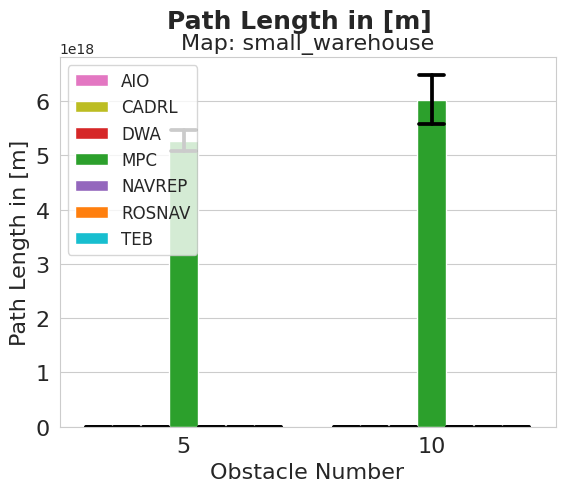 Path Length in [m]
Map: small_warehouse
1e18
AIO
CADRL
DWA
MPC
NAVREP
ROSNAV
TEB
Path Length in [m]
6
5
4
3
2
1
0
5
10
Obstacle Number